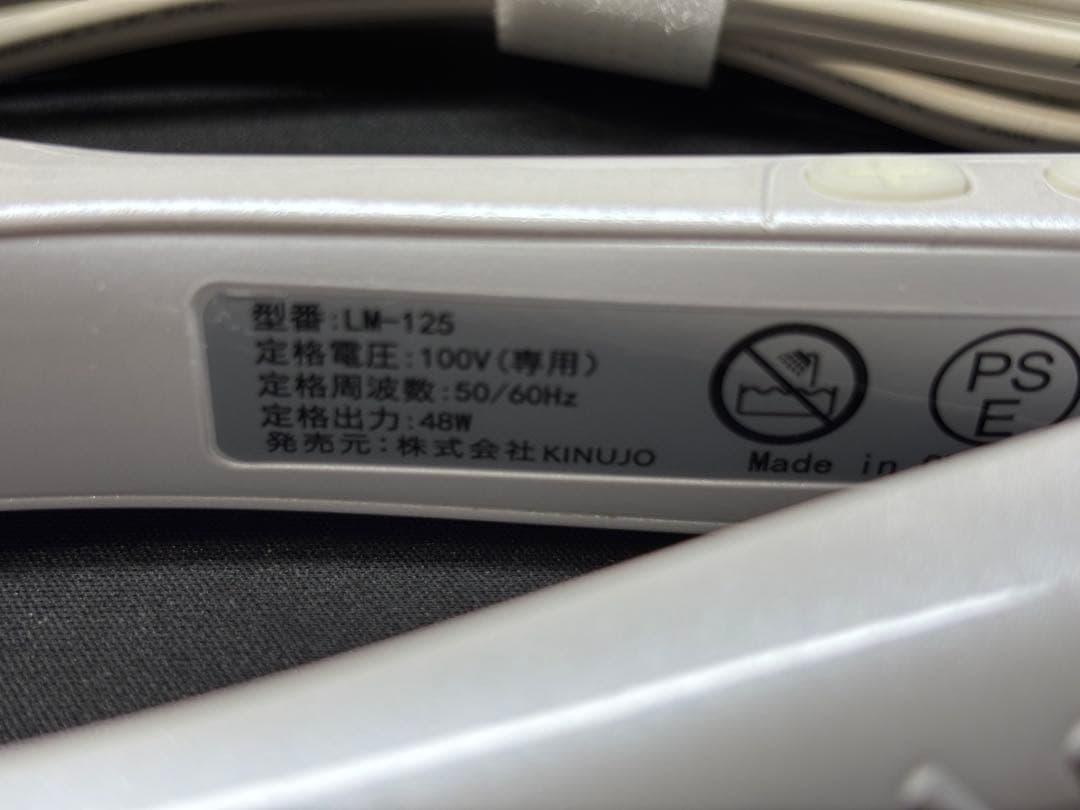 型番:LM-125
定格電圧:100V(専用)
定格周波数:50/60Hz
定格出力:48W
発売元:株式会社KINUJO
PS
E
Made in